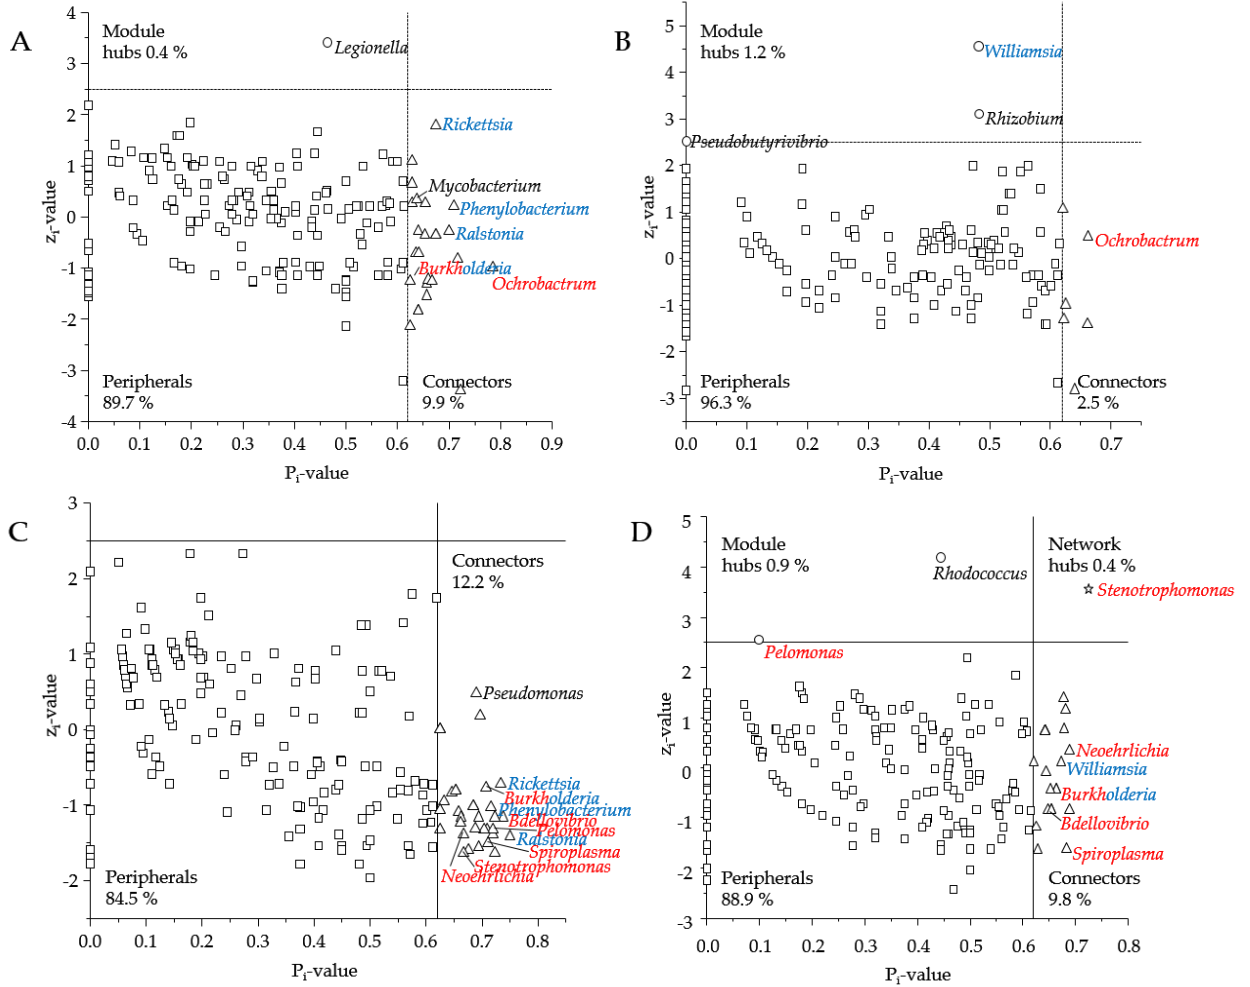 A
4
3
2
1
0
-1
-2
-3
-4
zi-value
Module
hubs 0.4 %
Legionella
Rickettsia
Mycobacterium
Phenylobacterium
Ralstonia
Burkholderia
Ochrobactrum
Peripherals
89.7 %
Connectors
9.9 %
0.0 0.1 0.2 0.3 0.4 0.5 0.6 0.7 0.8 0.9
Pi-value
B
5
4
3
2
1
0
-1
-2
-3
zi-value
Module
hubs 1.2 %
Williamsia
Rhizobium
Pseudobutyrivibrio
Ochrobactrum
Peripherals
96.3 %
Connectors
2.5 %
0.0 0.1 0.2 0.3 0.4 0.5 0.6 0.7
Pi-value
C
3
2
1
0
-1
-2
zi-value
Connectors
12.2 %
Pseudomonas
Rickettsia
Burkholderia
Phenylobacterium
Bdellovibrio
Pelomonas
Ralstonia
Spiroplasma
Stenotrophomonas
Neoehrlichia
Peripherals
84.5 %
0.0 0.1 0.2 0.3 0.4 0.5 0.6 0.7 0.8
Pi-value
D
5
4
3
2
1
0
-1
-2
-3
zi-value
Module
hubs 0.9 %
Rhodococcus
Network
hubs 0.4 %
Stenotrophomonas
Pelomonas
Neoehrlichia
Williamsia
Burkholderia
Bdellovibrio
Spiroplasma
Peripherals
88.9 %
Connectors
9.8 %
0.0 0.1 0.2 0.3 0.4 0.5 0.6 0.7 0.8
Pi-value